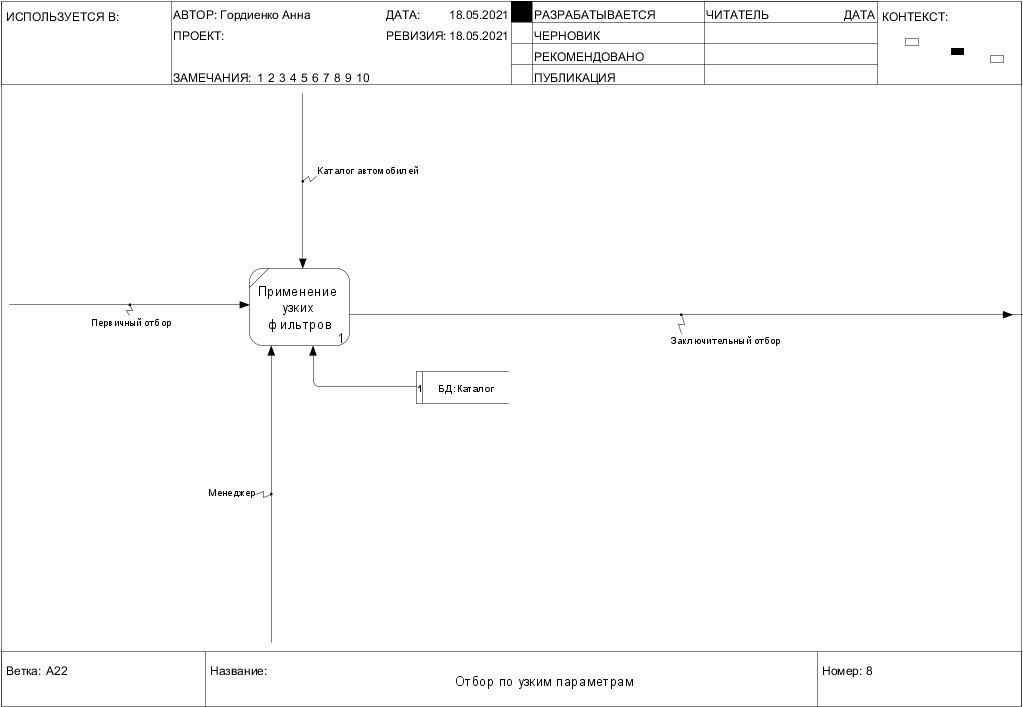 ИСПОЛЬЗУЕТСЯ В:
АВТОР: Гордиенко Анна
ДАТА: 18.05.2021
ПРОЕКТ:
РЕВИЗИЯ: 18.05.2021
ЗАМЕЧАНИЯ: 1 2 3 4 5 6 7 8 9 10
РАЗРАБАТЫВАЕТСЯ
ЧЕРНОВИК
РЕКОМЕНДОВАНО
ПУБЛИКАЦИЯ
ЧИТАТЕЛЬ
ДАТА
КОНТЕКСТ:
Каталог автомобилей
Применение
узких
фильтров
1
Первичный отбор
Заключительный отбор
1
БД: Каталог
Менеджер
Ветка: A22
Название:
Отбор по узким параметрам
Номер: 8